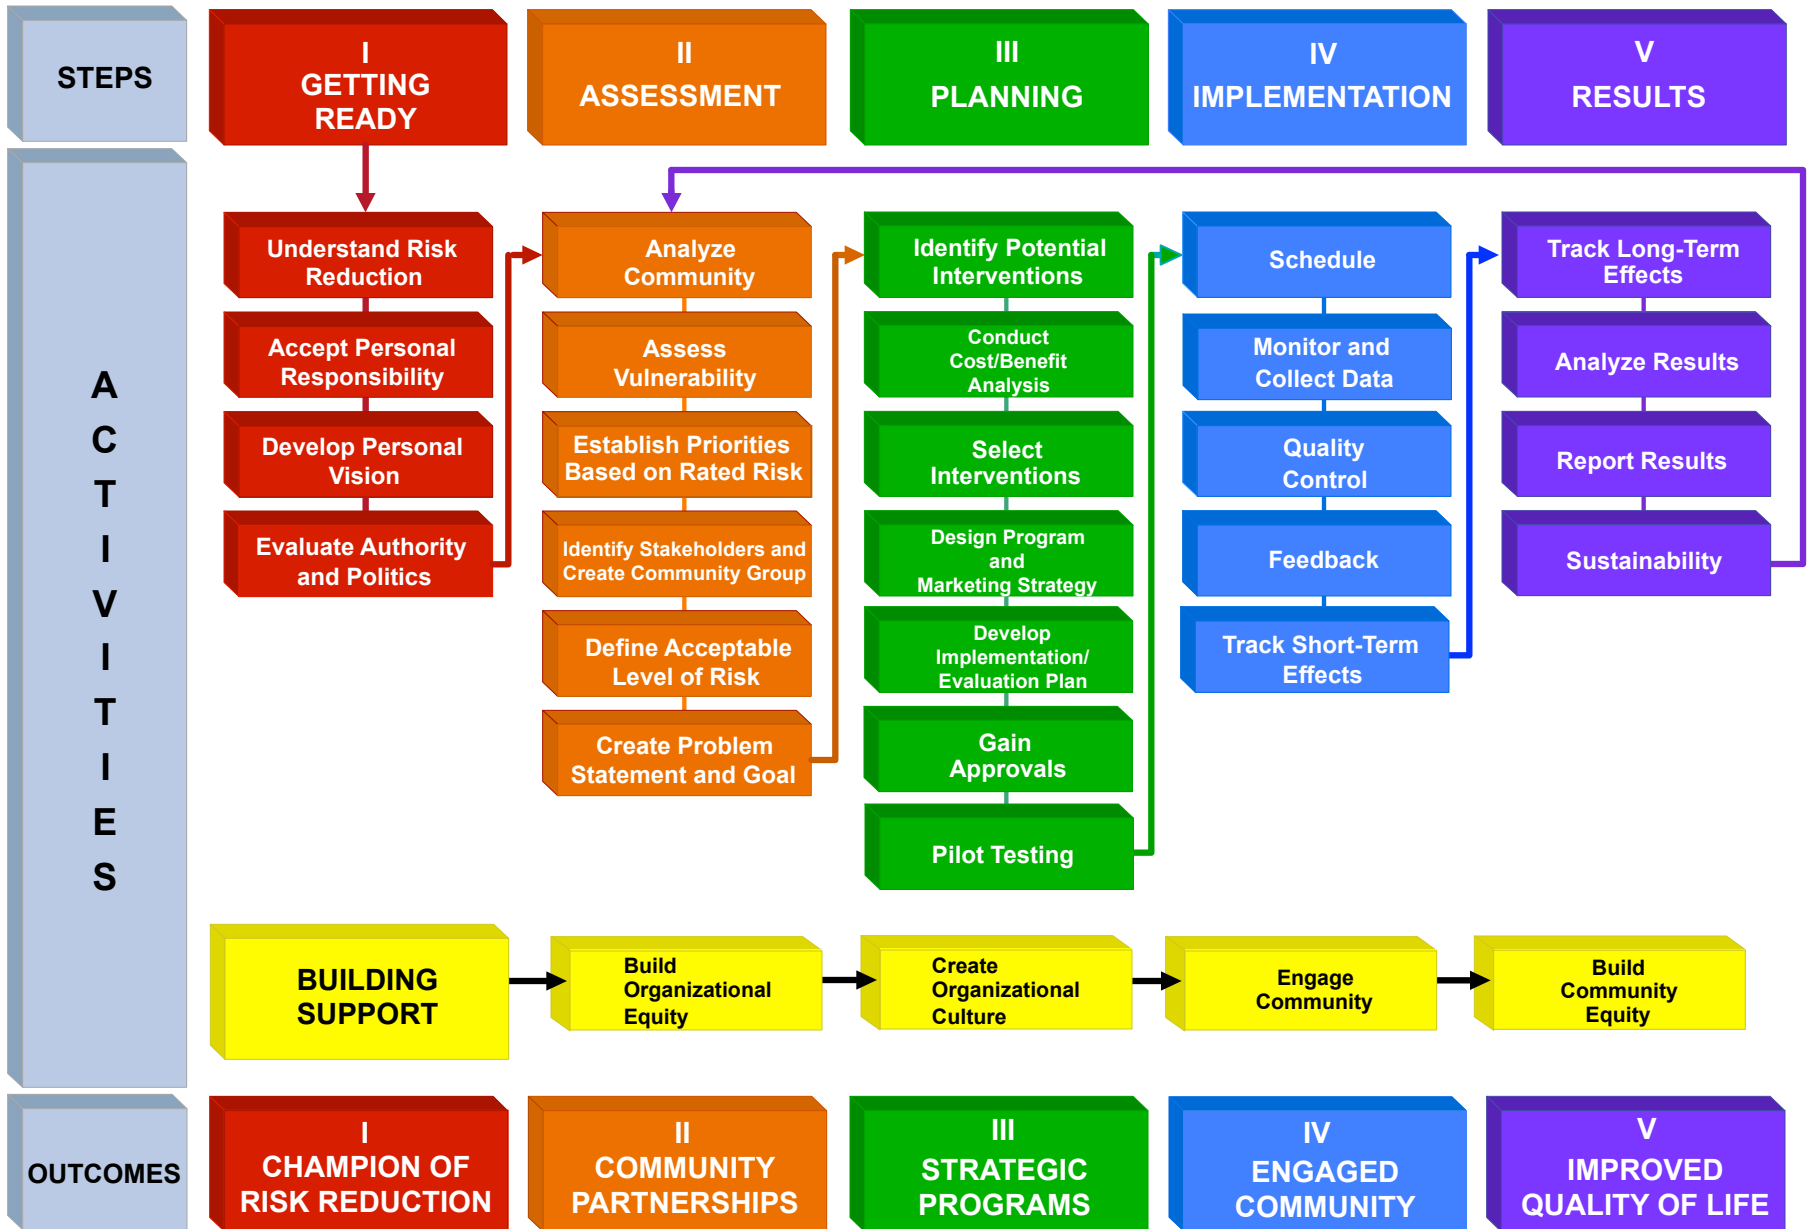 STEPS
I
GETTING
READY
II
ASSESSMENT
III
PLANNING
IV
IMPLEMENTATION
V
RESULTS
A
C
T
I
V
I
T
I
E
S
Understand Risk
Reduction
Accept Personal
Responsibility
Develop Personal
Vision
Evaluate Authority
and Politics
Analyze
Community
Assess
Vulnerability
Establish Priorities
Based on Rated Risk
Identify Stakeholders and
Create Community Group
Define Acceptable
Level of Risk
Create Problem
Statement and Goal
Identify Potential
Interventions
Conduct
Cost/Benefit
Analysis
Select
Interventions
Design Program
and
Marketing Strategy
Develop
Implementation/
Evaluation Plan
Gain
Approvals
Pilot Testing
Schedule
Monitor and
Collect Data
Quality
Control
Feedback
Track Short-Term
Effects
Track Long-Term
Effects
Analyze Results
Report Results
Sustainability
BUILDING
SUPPORT
Build
Organizational
Equity
Create
Organizational
Culture
Engage
Community
Build
Community
Equity
OUTCOMES
I
CHAMPION OF
RISK REDUCTION
II
COMMUNITY
PARTNERSHIPS
III
STRATEGIC
PROGRAMS
IV
ENGAGED
COMMUNITY
V
IMPROVED
QUALITY OF LIFE